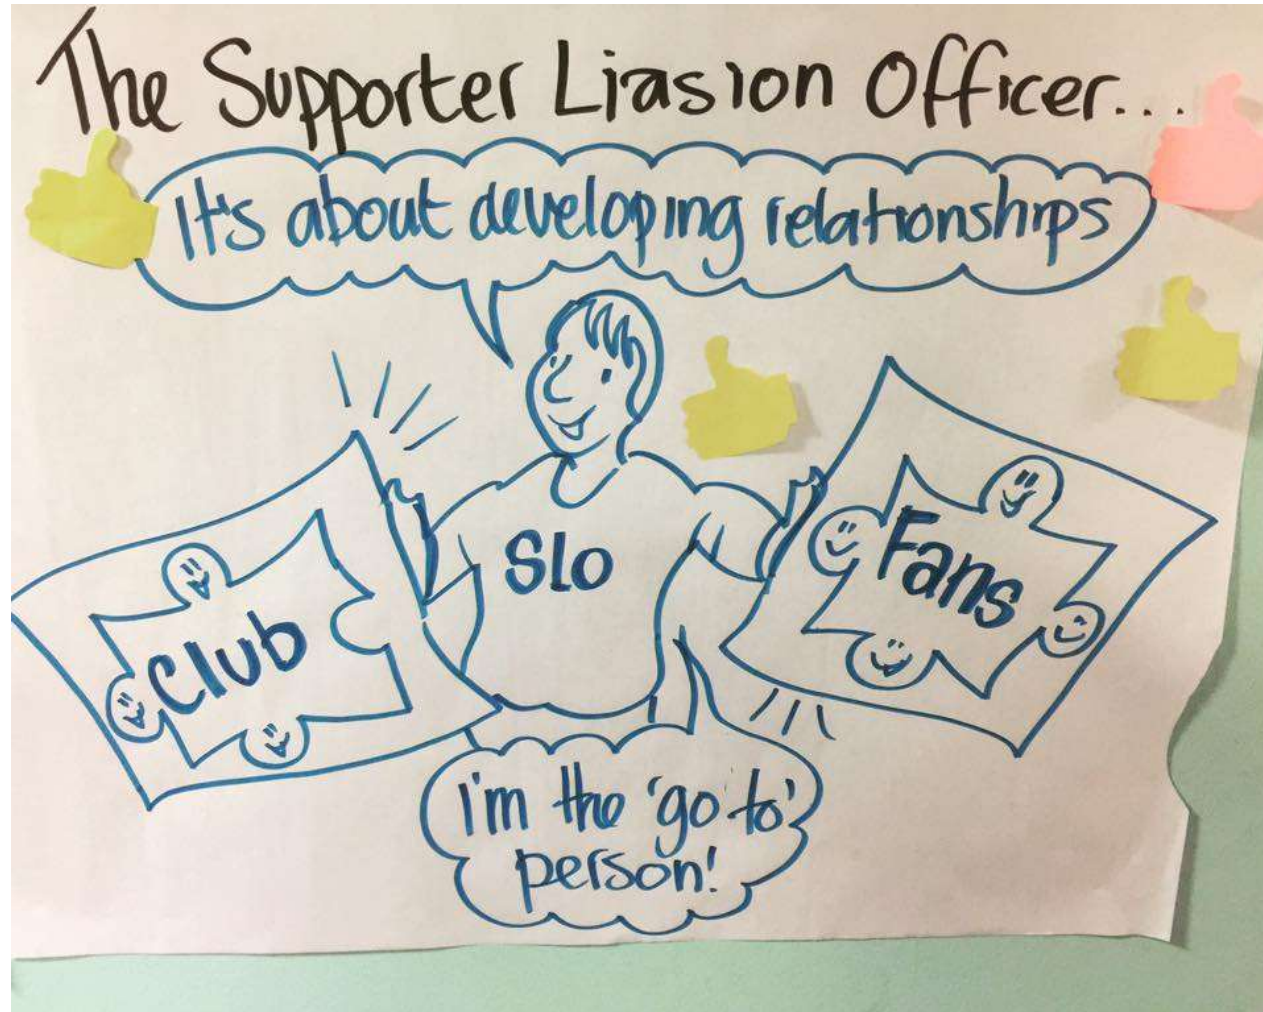 The Supporter Liasion Officer...
It's about developing relationships
Slo
Club
Fans
I'm the 'go to'
person!